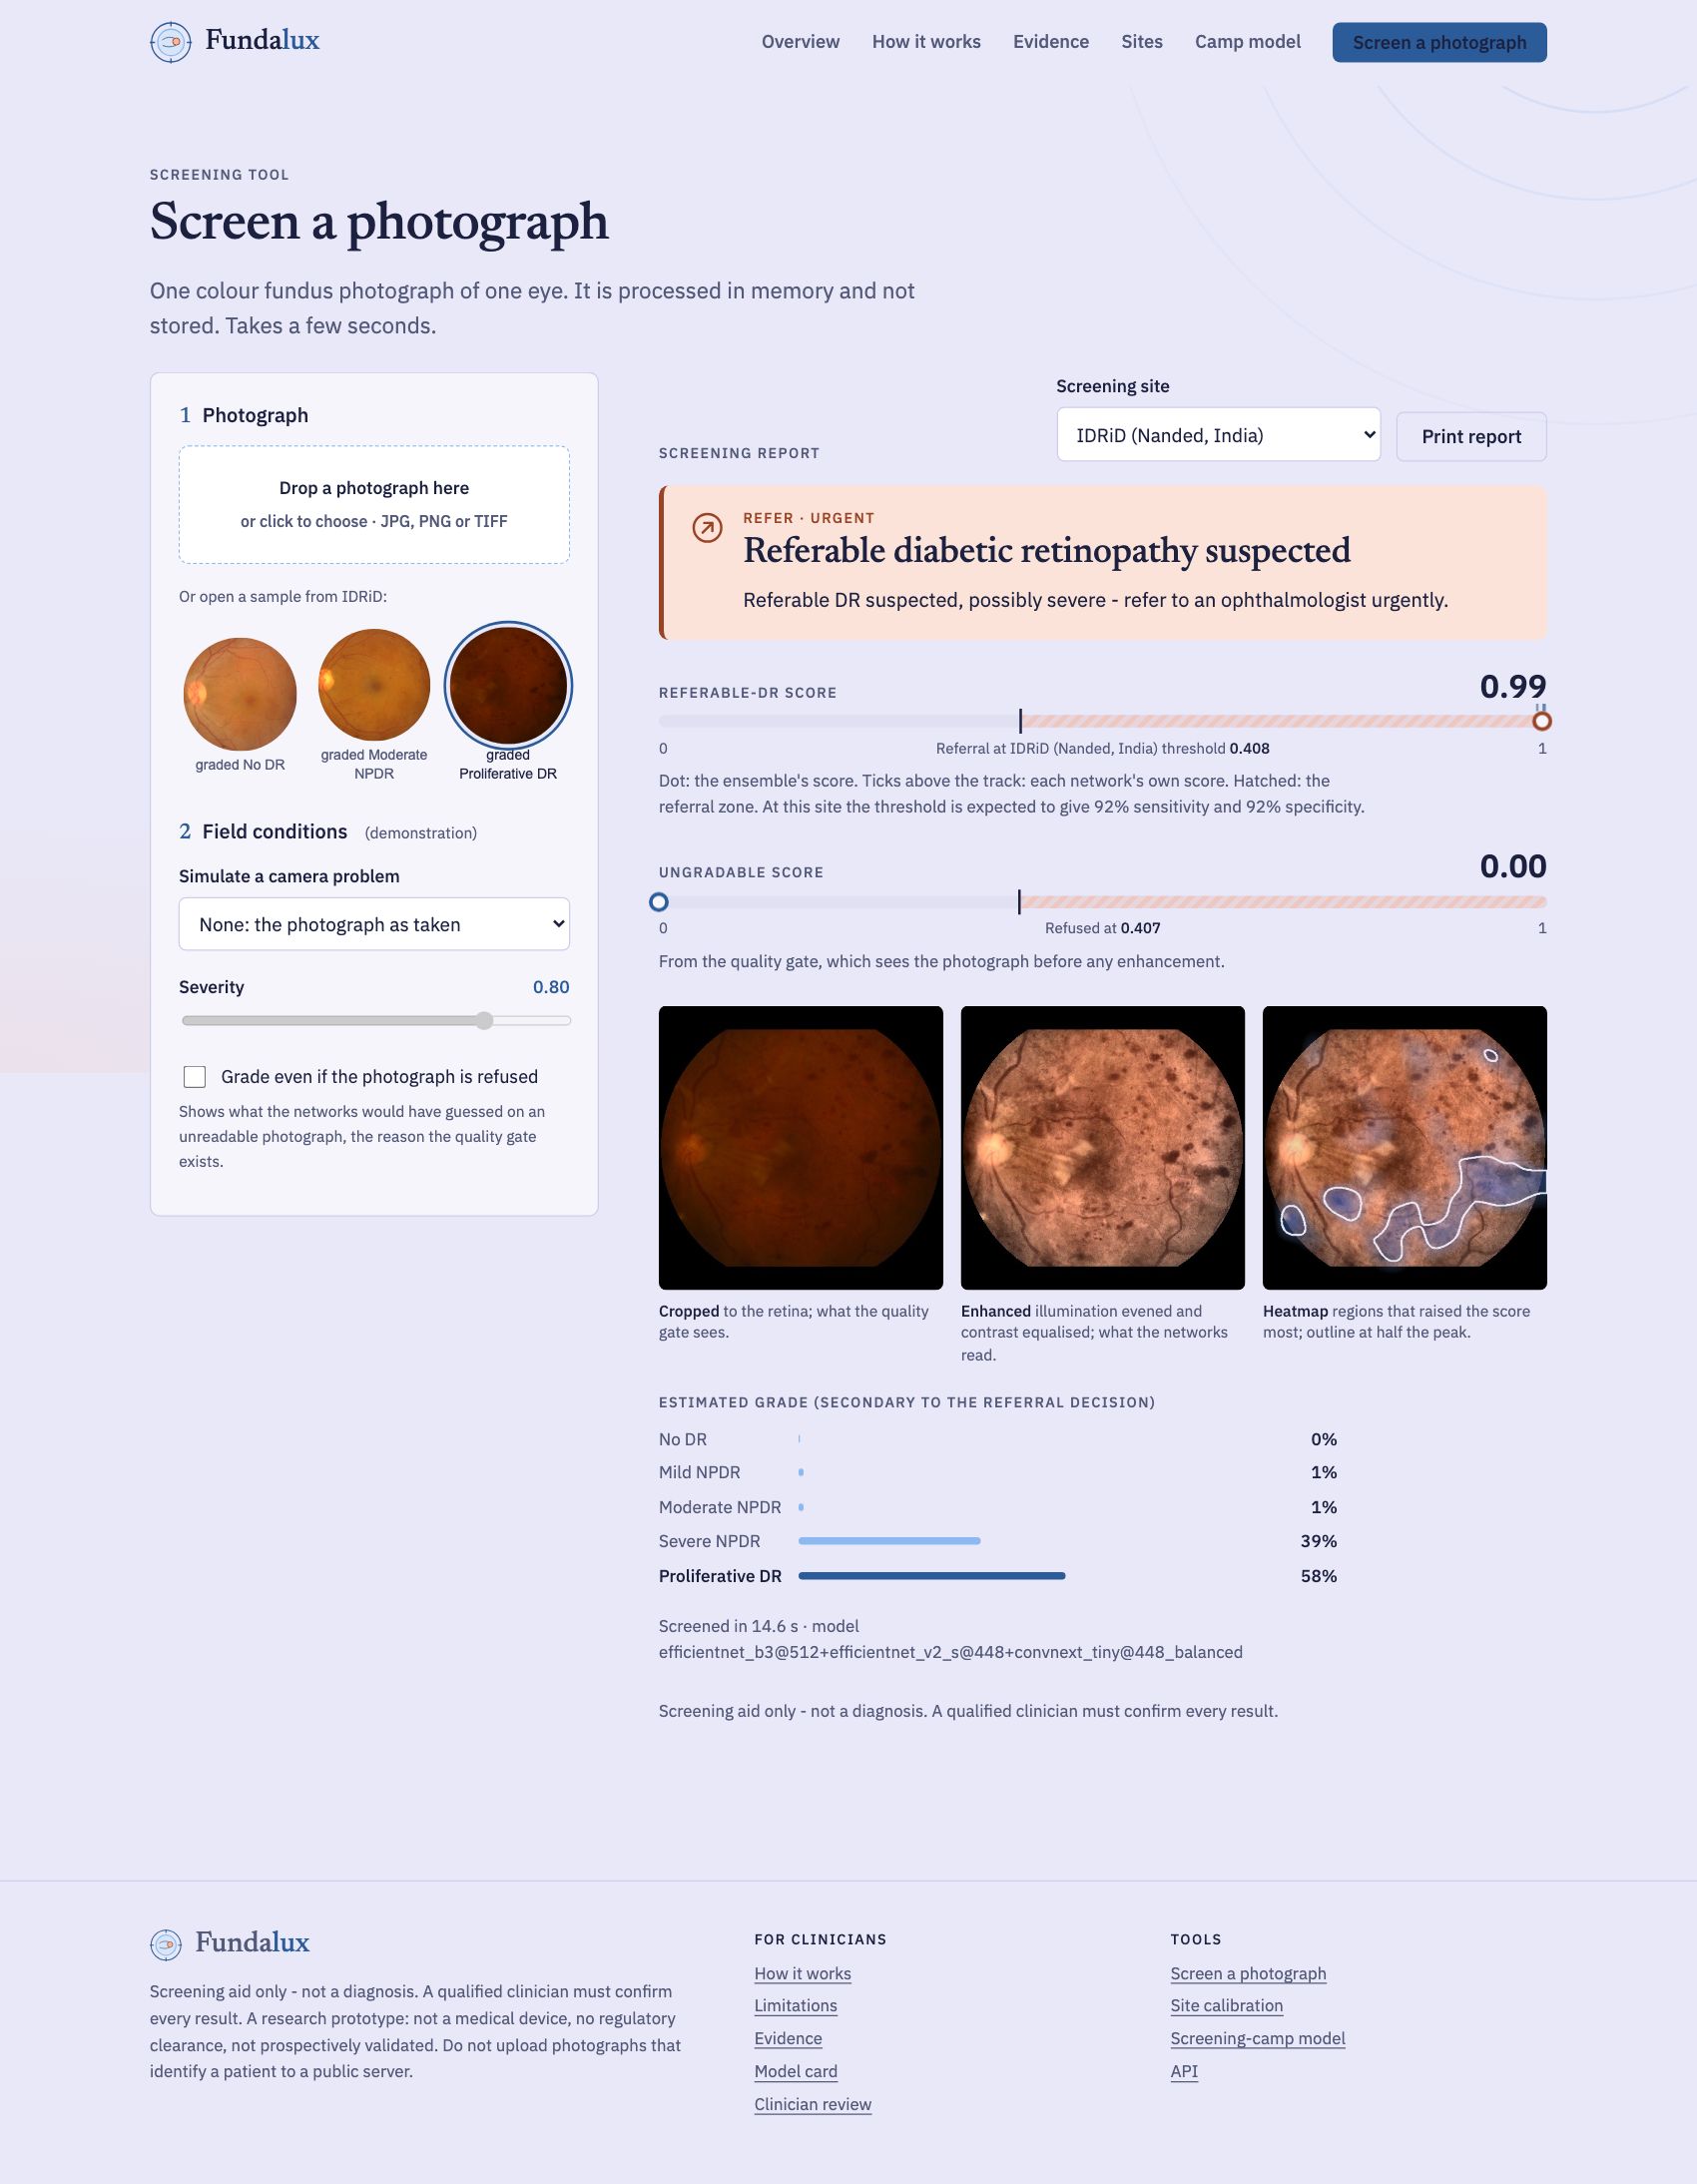 Fundalux
Overview How it works Evidence Sites Camp model Screen a photograph
SCREENING TOOL
Screen a photograph
One colour fundus photograph of one eye. It is processed in memory and not
stored. Takes a few seconds.
1 Photograph
Drop a photograph here
or click to choose · JPG, PNG or TIFF
Or open a sample from IDRiD:
graded No DR
graded Moderate
NPDR
graded
Proliferative DR
2 Field conditions (demonstration)
Simulate a camera problem
None: the photograph as taken
Severity 0.80
Grade even if the photograph is refused
Shows what the networks would have guessed on an
unreadable photograph, the reason the quality gate
exists.
Screening site
SCREENING REPORT
IDRiD (Nanded, India)
Print report
REFER · URGENT
Referable diabetic retinopathy suspected
Referable DR suspected, possibly severe - refer to an ophthalmologist urgently.
REFERABLE-DR SCORE 0.99
0 Referral at IDRiD (Nanded, India) threshold 0.408 1
Dot: the ensemble's score. Ticks above the track: each network's own score. Hatched: the
referral zone. At this site the threshold is expected to give 92% sensitivity and 92% specificity.
UNGRADABLE SCORE 0.00
0 Refused at 0.407 1
From the quality gate, which sees the photograph before any enhancement.
Cropped to the retina; what the quality
gate sees.
Enhanced illumination evened and
contrast equalised; what the networks
read.
Heatmap regions that raised the score
most; outline at half the peak.
ESTIMATED GRADE (SECONDARY TO THE REFERRAL DECISION)
No DR 0%
Mild NPDR 1%
Moderate NPDR 1%
Severe NPDR 39%
Proliferative DR 58%
Screened in 14.6 s · model
efficientnet_b3@512+efficientnet_v2_s@448+convnext_tiny@448_balanced
Screening aid only - not a diagnosis. A qualified clinician must confirm every result.
Fundalux
Screening aid only - not a diagnosis. A qualified clinician must confirm
every result. A research prototype: not a medical device, no regulatory
clearance, not prospectively validated. Do not upload photographs that
identify a patient to a public server.
FOR CLINICIANS
How it works
Limitations
Evidence
Model card
Clinician review
TOOLS
Screen a photograph
Site calibration
Screening-camp model
API